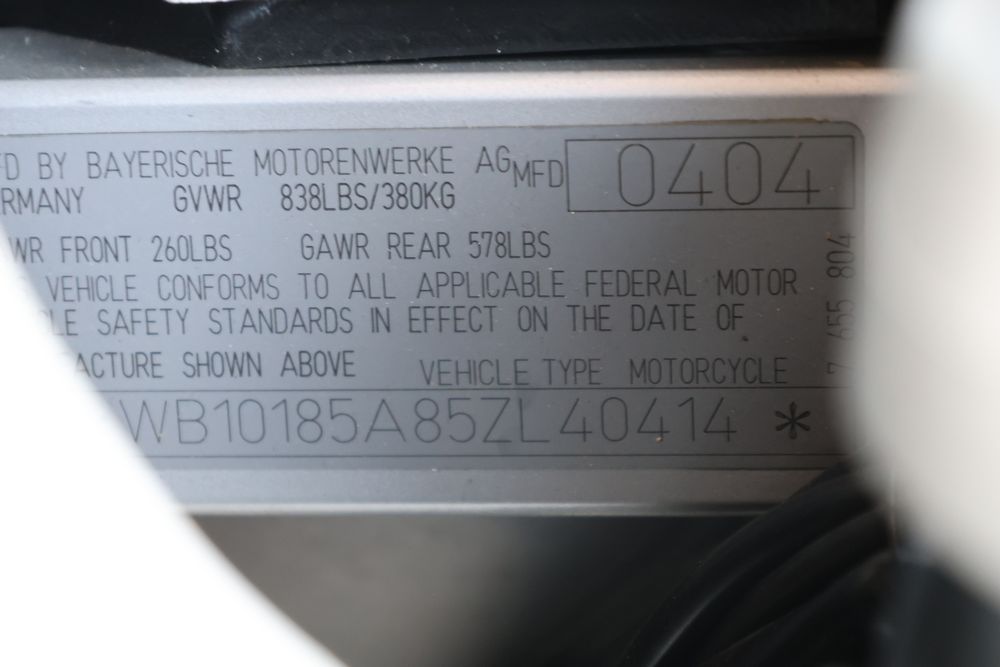 FD BY BAYERISCHE MOTORENWERKE AG MFD 0404
ERMANY GVWR 838LBS/380KG
WR FRONT 260LBS GAWR REAR 578LBS
VEHICLE CONFORMS TO ALL APPLICABLE FEDERAL MOTOR
LE SAFETY STANDARDS IN EFFECT ON THE DATE OF
ACTURE SHOWN ABOVE VEHICLE TYPE MOTORCYCLE
WB10185A85ZL40414 *
7 655 804